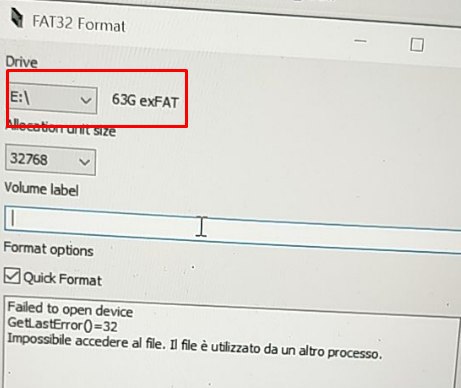 FAT32 Format
Drive
E:\ 63G exFAT
Allocation unit size
32768
Volume label
Format options
Quick Format
Failed to open device
GetLastError()=32
Impossibile accedere al file. Il file è utilizzato da un altro processo.